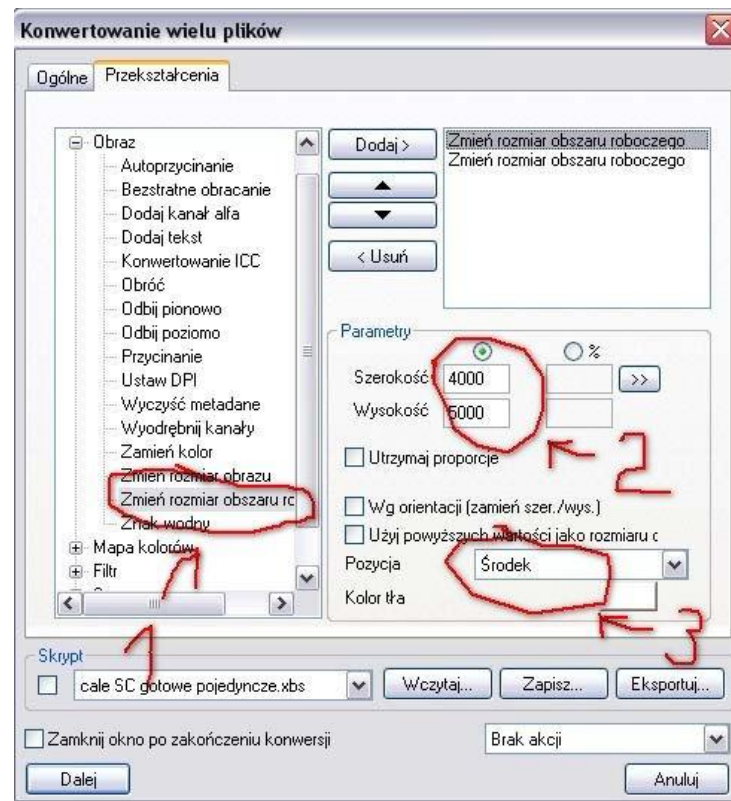 Konwertowanie wielu plików
Ogólne
Przekształcenia
Obraz
Autoprzycinanie
Bezstratne obracanie
Dodaj kanał alfa
Dodaj tekst
Konwertowanie ICC
Obróć
Odbij pionowo
Odbij poziomo
Przycinanie
Ustaw DPI
Wyczyść metadane
Wyodrębnij kanały
Zamień kolor
Zmień rozmiar obrazu
Zmień rozmiar obszaru ro
Znak wodny
Mapa kolorów
Filtr
1
Dodaj >
< Usuń
Zmień rozmiar obszaru roboczego
Zmień rozmiar obszaru roboczego
Parametry
%
Szerokość 4000 >>
Wysokość 5000
2
Utrzymaj proporcje
Wg orientacji (zamień szer./wys.)
Użyj powyższych wartości jako rozmiaru c
Pozycja Środek
Kolor tła
3
Skrypt
cale SC gotowe pojedyncze.xbs
Wczytaj...
Zapisz...
Eksportuj...
Zamknij okno po zakończeniu konwersji
Brak akcji
Dalej
Anuluj